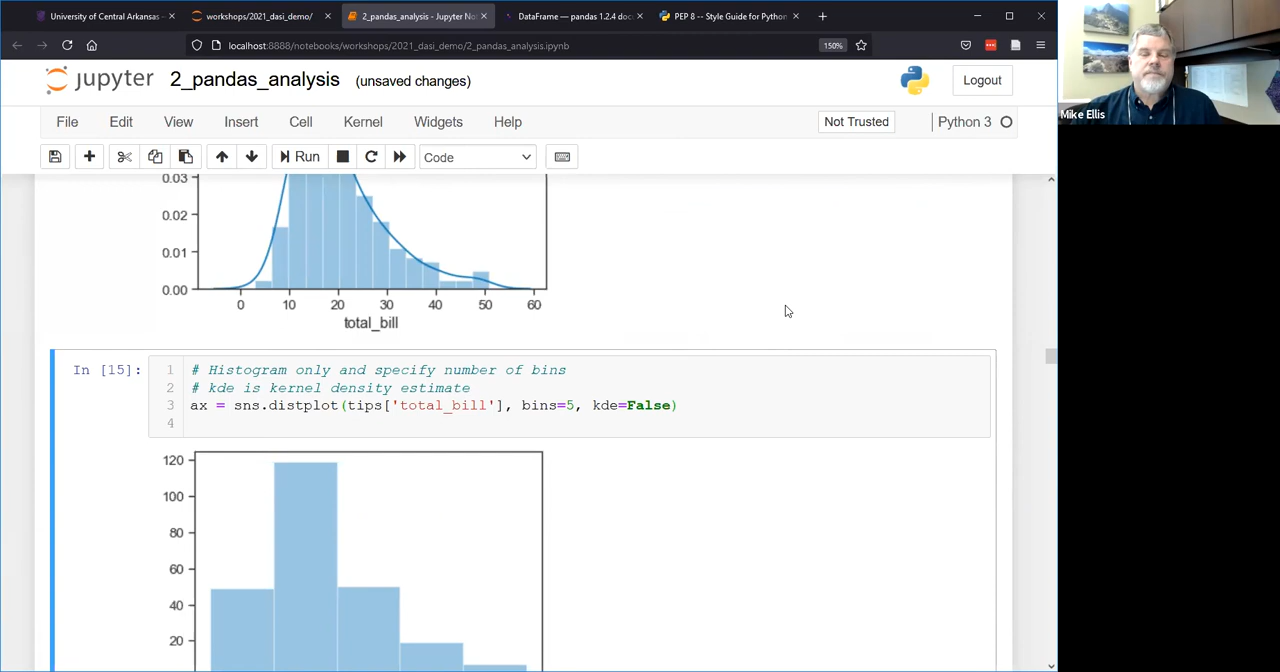 University of Central Arkansas
workshops/2021_dasi_demo/
2_pandas_analysis - Jupyter No
DataFrame — pandas 1.2.4 doc
PEP 8 -- Style Guide for Python
localhost:8888/notebooks/workshops/2021_dasi_demo/2_pandas_analysis.ipynb
150%
jupyter 2_pandas_analysis (unsaved changes)
Logout
File Edit View Insert Cell Kernel Widgets Help
Not Trusted
Python 3
Run
Code
Mike Ellis
0.03
0.02
0.01
0.00
0 10 20 30 40 50 60
total_bill
In [15]:
1 # Histogram only and specify number of bins
2 # kde is kernel density estimate
3 ax = sns.distplot(tips['total_bill'], bins=5, kde=False)
4
120
100
80
60
40
20